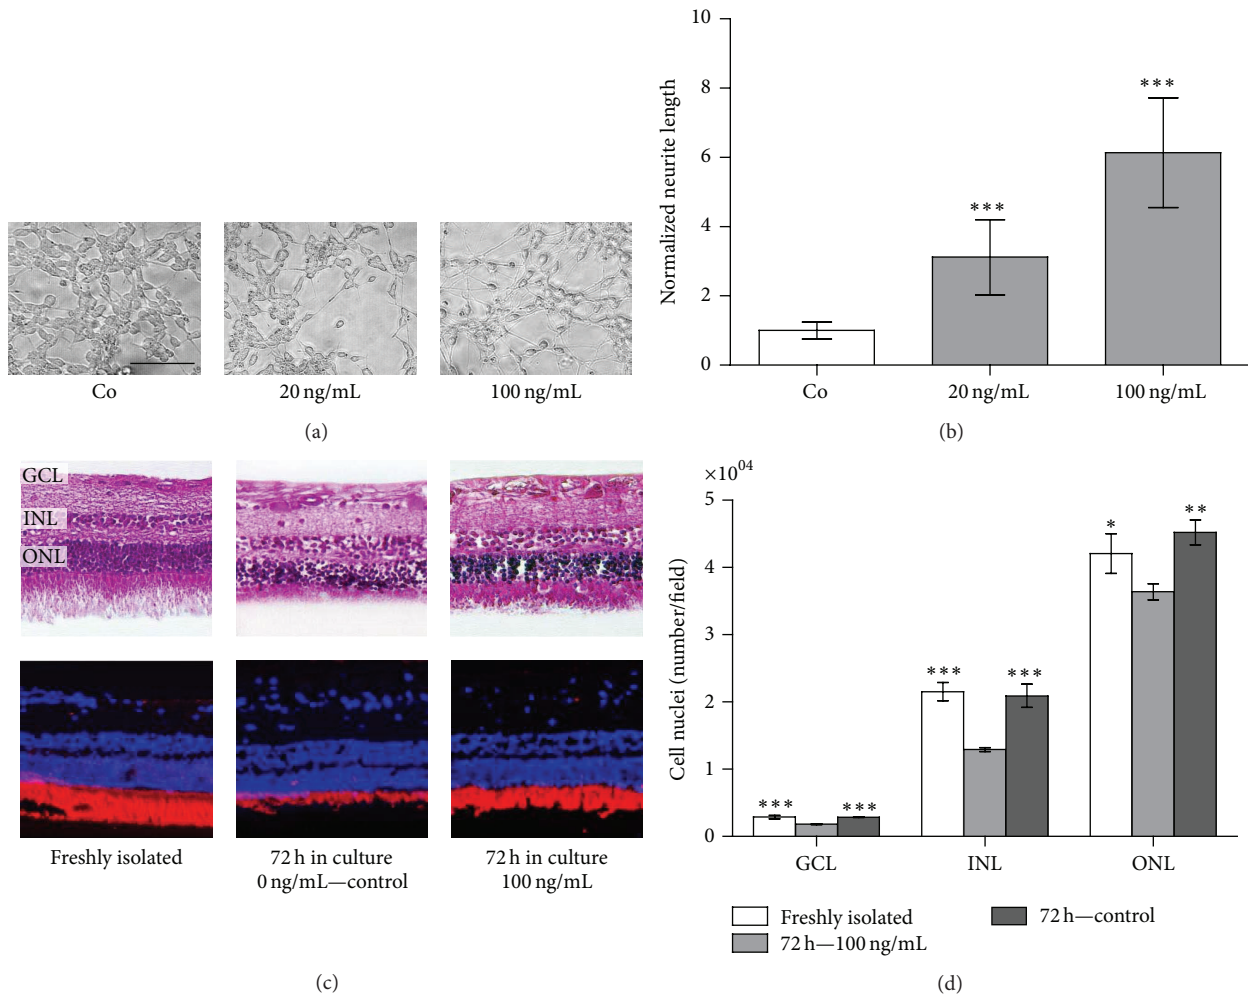 Co
20 ng/mL
100 ng/mL
(a)
Normalized neurite length
10
8
6
4
2
0
***
***
Co
20 ng/mL
100 ng/mL
(b)
GCL
INL
ONL
Freshly isolated
72 h in culture
0 ng/mL—control
72 h in culture
100 ng/mL
(c)
×10⁰⁴
Cell nuclei (number/field)
5
4
3
2
1
0
***
***
***
***
*
**
GCL
INL
ONL
Freshly isolated
72 h—100 ng/mL
72 h—control
(d)